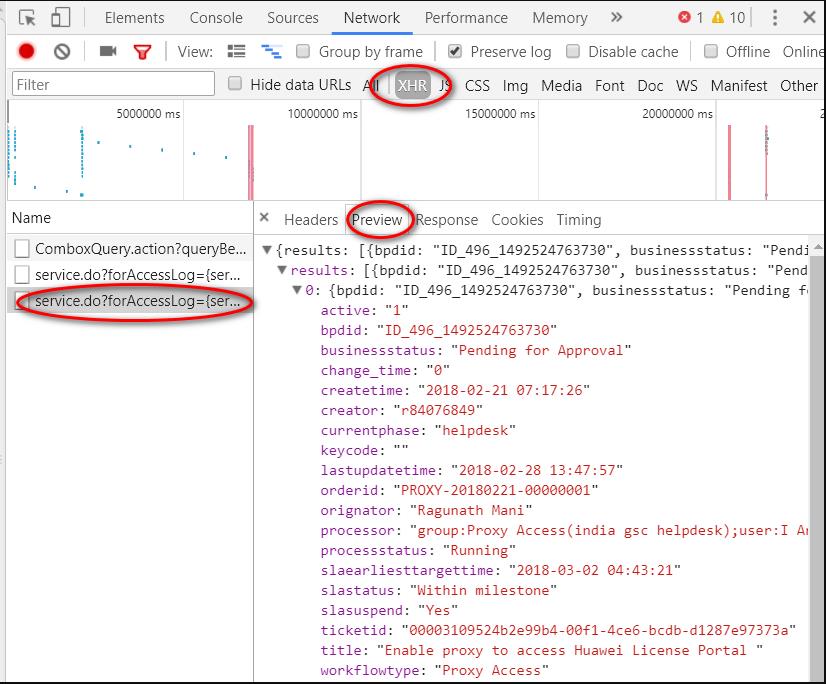 Elements Console Sources Network Performance Memory » 1 10
View: Group by frame Preserve log Disable cache Offline Online
Filter Hide data URLs All XHR JS CSS Img Media Font Doc WS Manifest Other
5000000 ms 10000000 ms 15000000 ms 20000000 ms 2
Name
ComboxQuery.action?queryBe...
service.do?forAccessLog={ser...
service.do?forAccessLog={ser...
× Headers Preview Response Cookies Timing
▼{results: [{bpdid: "ID_496_1492524763730", businessstatus: "Pendi
▼results: [{bpdid: "ID_496_1492524763730", businessstatus: "Pend
▼0: {bpdid: "ID_496_1492524763730", businessstatus: "Pending fo
active: "1"
bpdid: "ID_496_1492524763730"
businessstatus: "Pending for Approval"
change_time: "0"
createtime: "2018-02-21 07:17:26"
creator: "r84076849"
currentphase: "helpdesk"
keycode: ""
lastupdatetime: "2018-02-28 13:47:57"
orderid: "PROXY-20180221-00000001"
orignator: "Ragunath Mani"
processor: "group:Proxy Access(india gsc helpdesk);user:I An
processstatus: "Running"
slaearliesttargettime: "2018-03-02 04:43:21"
slastatus: "Within milestone"
slasuspend: "Yes"
ticketid: "00003109524b2e99b4-00f1-4ce6-bcdb-d1287e97373a"
title: "Enable proxy to access Huawei License Portal "
workflowtype: "Proxy Access"